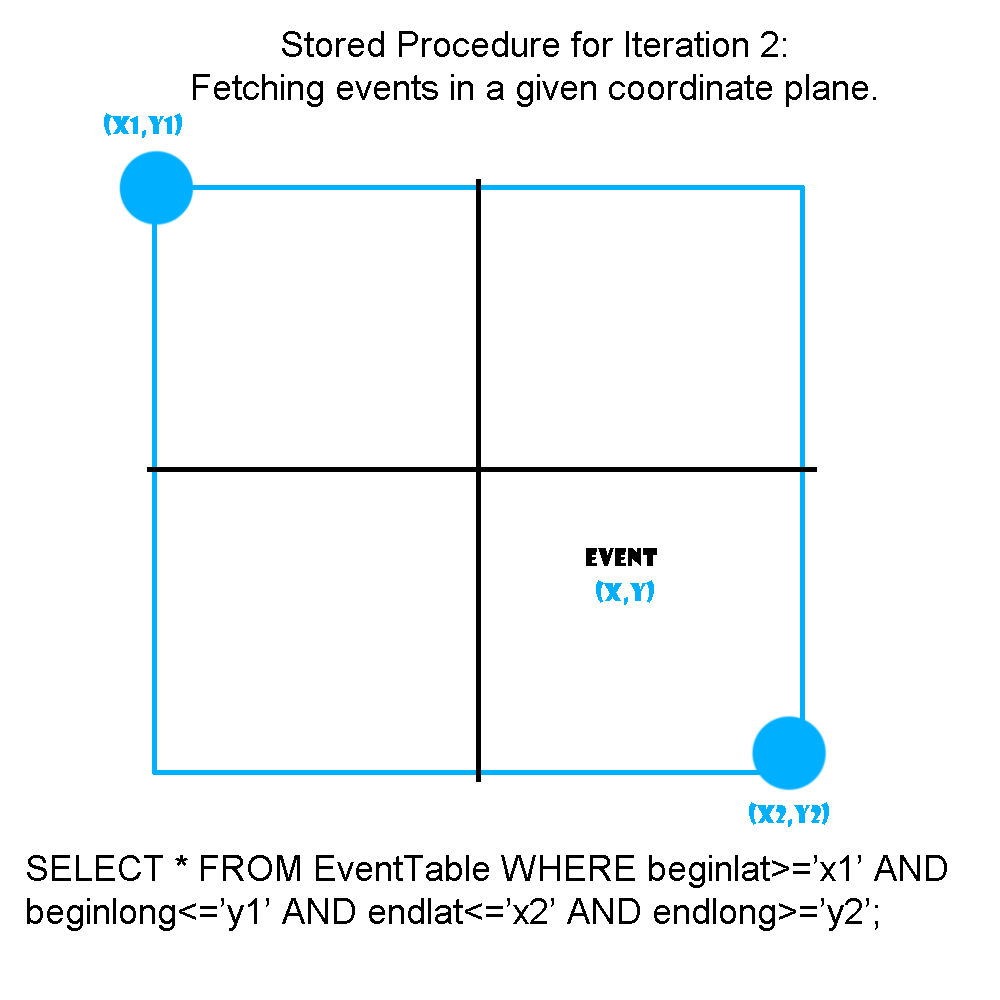 Stored Procedure for Iteration 2:
Fetching events in a given coordinate plane.
(X1,Y1)
EVENT
(X,Y)
(X2,Y2)
SELECT * FROM EventTable WHERE beginlat>=’x1’ AND
beginlong<=’y1’ AND endlat<=’x2’ AND endlong>=’y2’;